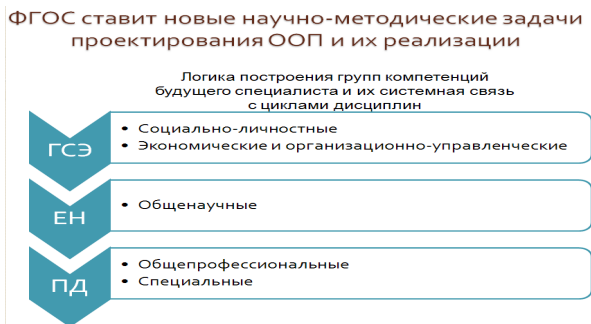 ФГОС ставит новые научно-методические задачи
проектирования ООП и их реализации
Логика построения групп компетенций
будущего специалиста и их системная связь
с циклами дисциплин
ГСЭ
• Социально-личностные
• Экономические и организационно-управленческие
ЕН
• Общенаучные
ПД
• Общепрофессиональные
• Специальные